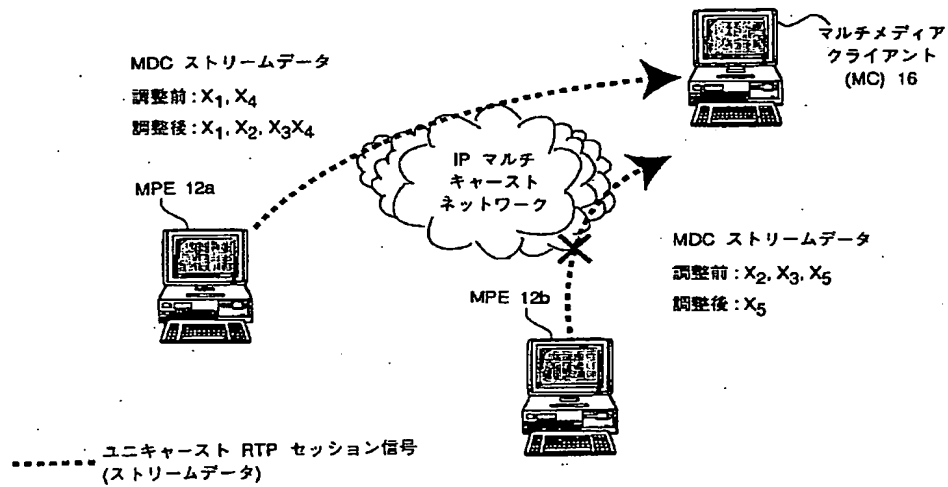 MDC ストリームデータ
調整前:X1, X4
調整後:X1, X2, X3X4
MPE 12a
IP マルチ
キャースト
ネットワーク
マルチメディア
クライアント
(MC) 16
MDC ストリームデータ
調整前:X2, X3, X5
調整後:X5
MPE 12b
ユニキャースト RTP セッション信号
(ストリームデータ)